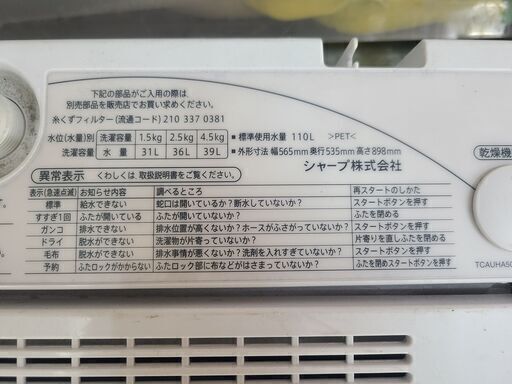 下記の部品がご入用の際は
別売部品を販売店でお買い求めください。
糸くずフィルター (流通コード) 210 337 0381
水位(水量)別 洗濯容量 1.5kg 2.5kg 4.5kg ■ 標準使用水量 110L >PET<
洗濯容量 水 量 31L 36L 39L ■ 外形寸法 幅565mm 奥行535mm 高さ898mm
シャープ株式会社
異常表示 くわしくは、取扱説明書をご覧ください。
乾燥機
表示(急速点滅) お知らせ内容 調べるところ 再スタートのしかた
標準 給水できない 蛇口は開いているか？断水していないか？ スタートボタンを押す
すすぎ1回 ふたが開いている ふたが開いていないか？ ふたを閉める
ガンコ 排水できない 排水位置が高くないか？ホースがふさがっていないか？ スタートボタンを押す
ドライ 脱水ができない 洗濯物が片寄っていないか？ 片寄りを直しふたを閉める
毛布 脱水ができない 排水事情が悪くないか？洗剤を入れすぎていないか？ スタートボタンを押す
予約 ふたロックがかからない ふたロック部に布などがはさまっていないか？ ふたを閉めスタートボタンを押す
TCAUHA50